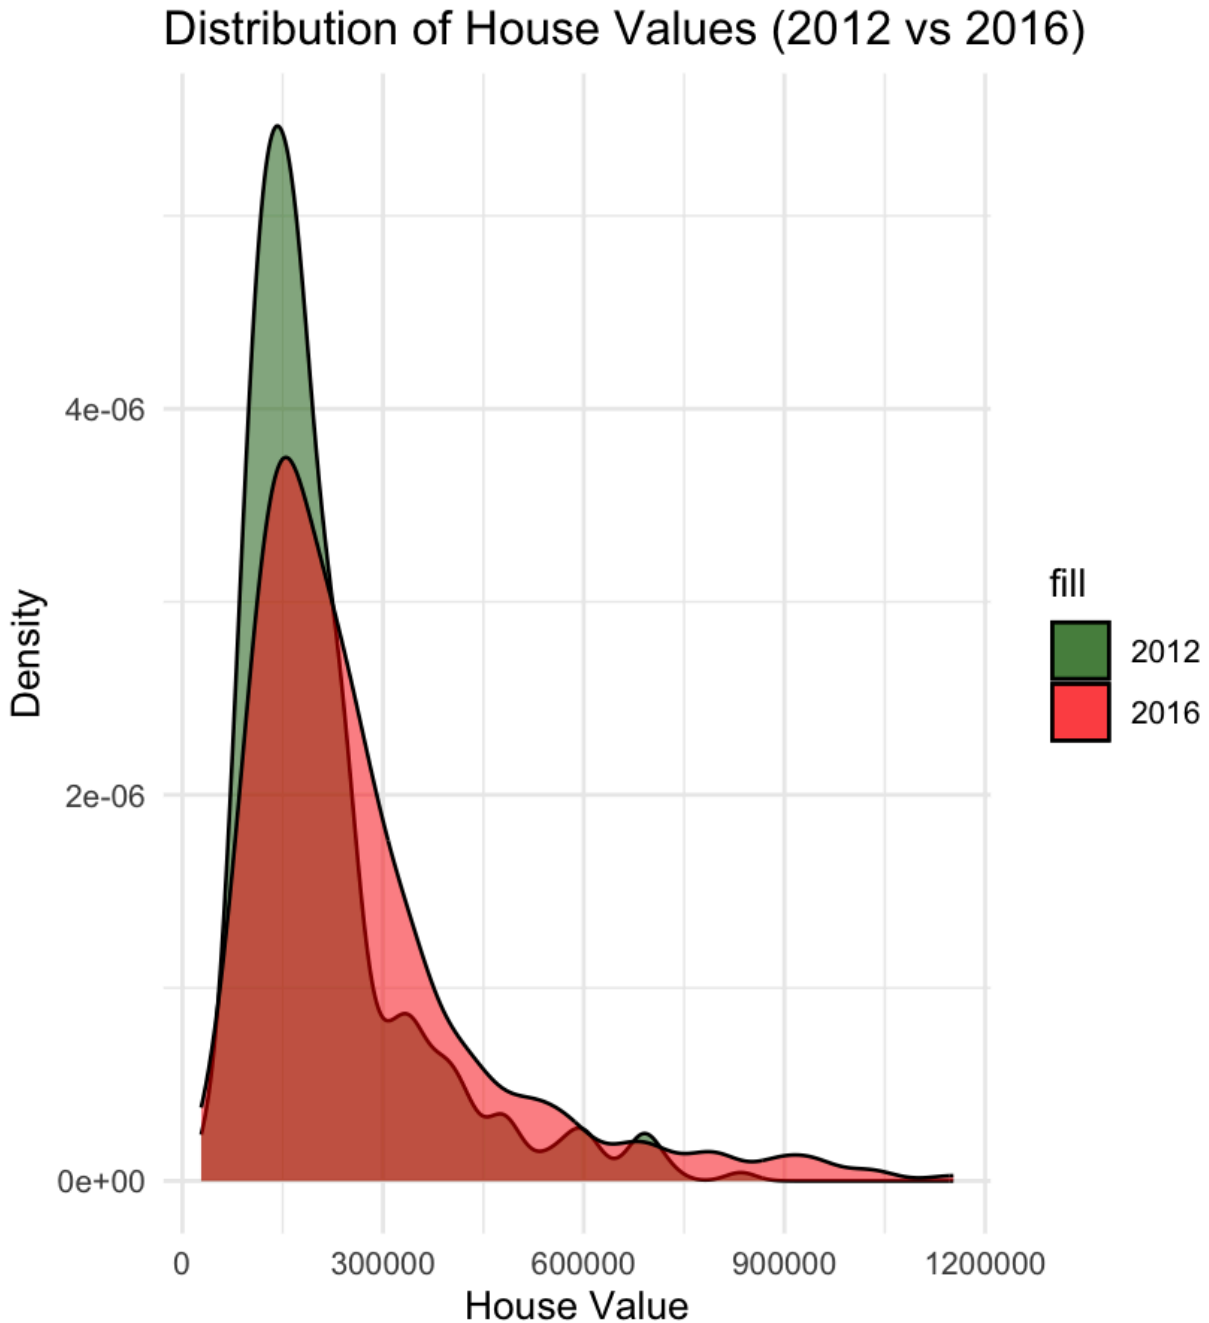 Distribution of House Values (2012 vs 2016)
Density
4e-06
2e-06
0e+00
0 300000 600000 900000 1200000
House Value
fill
2012
2016